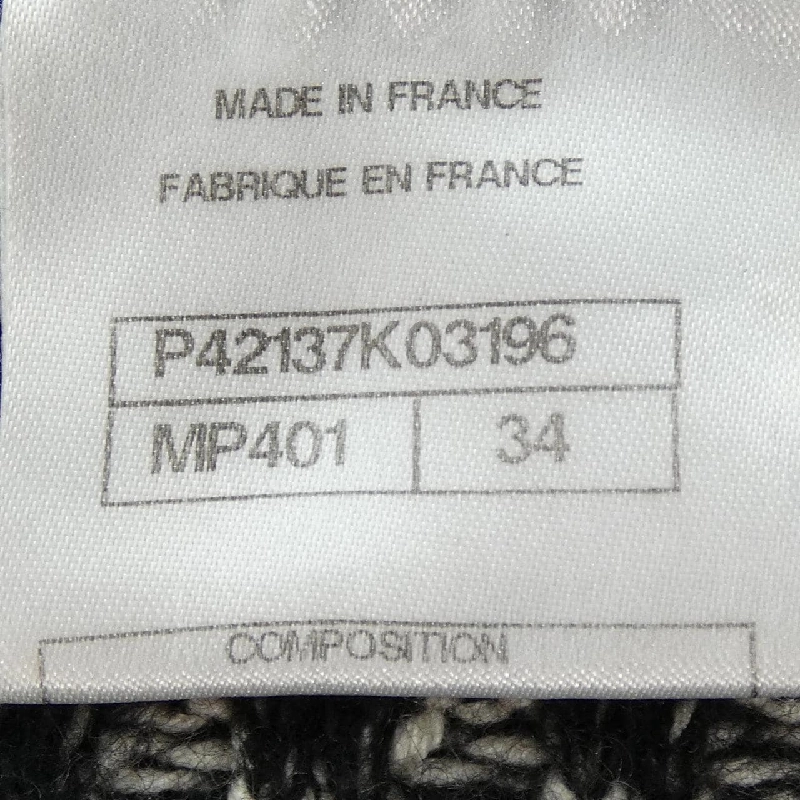 MADE IN FRANCE
FABRIQUE EN FRANCE
P42137K03196
MP401 34
COMPOSITION